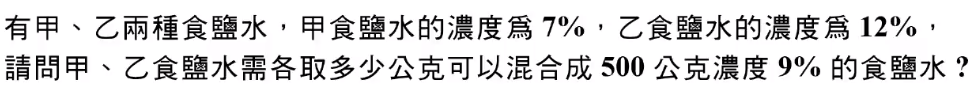 有甲、乙兩種食鹽水，甲食鹽水的濃度為 7%，乙食鹽水的濃度為 12%，
請問甲、乙食鹽水需各取多少公克可以混合成 500 公克濃度 9% 的食鹽水？